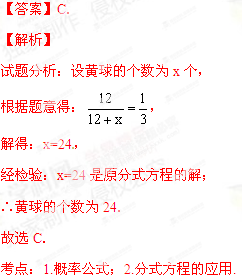 【答案】C.
【解析】
试题分析：设黄球的个数为 x 个，
根据题意得：12/(12+x)=1/3，
解得：x=24.，
经检验：x=24 是原分式方程的解；
∴黄球的个数为 24.
故选 C.
考点：1.概率公式；2.分式方程的应用.